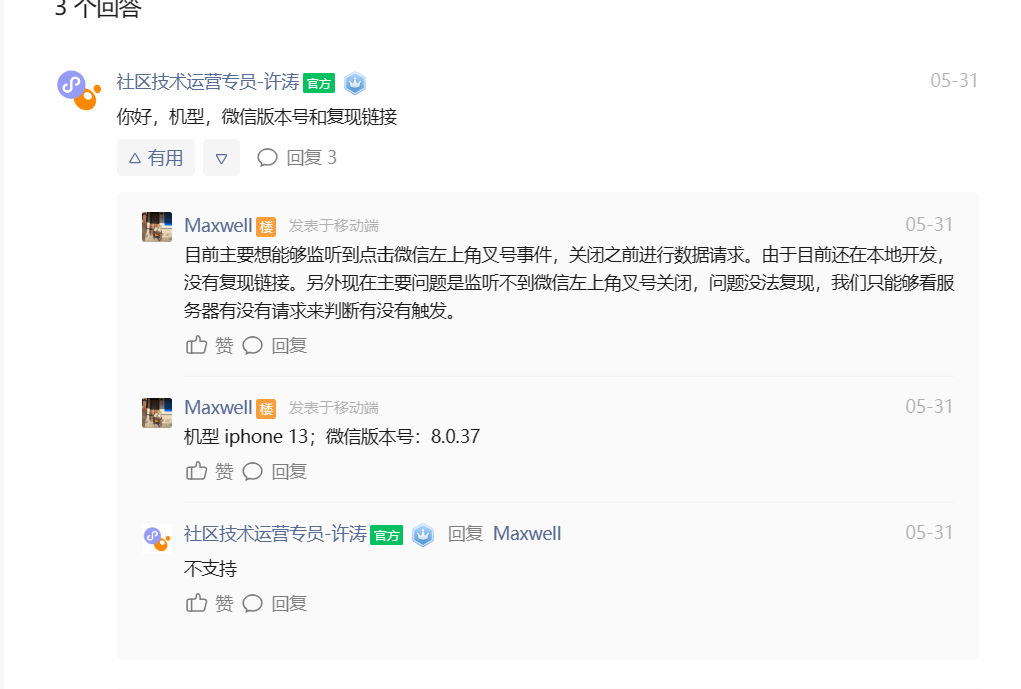 3 个回答
社区技术运营专员-许涛 官方 05-31
你好，机型，微信版本号和复现链接
有用 回复 3
Maxwell 楼 发表于移动端 05-31
目前主要想能够监听到点击微信左上角叉号事件，关闭之前进行数据请求。由于目前还在本地开发，
没有复现链接。另外现在主要问题是监听不到微信左上角叉号关闭，问题没法复现，我们只能够看服
务器有没有请求来判断有没有触发。
赞 回复
Maxwell 楼 发表于移动端 05-31
机型 iphone 13；微信版本号：8.0.37
赞 回复
社区技术运营专员-许涛 官方 回复 Maxwell 05-31
不支持
赞 回复